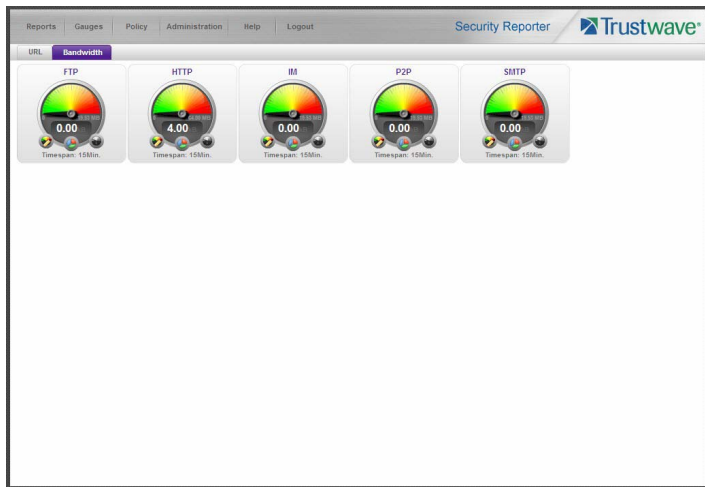 Reports Gauges Policy Administration Help Logout
Security Reporter
Trustwave®
URL Bandwidth
FTP HTTP IM P2P SMTP
0.00 4.00 0.00 0.00 0.00
Timespan: 15Min. Timespan: 15Min. Timespan: 15Min. Timespan: 15Min. Timespan: 15Min.